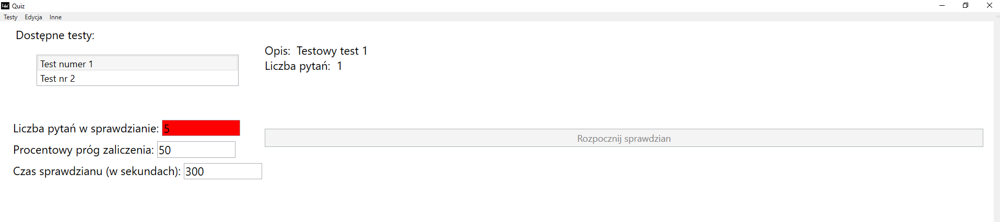 Quiz
Testy Edycja Inne
Dostępne testy:
Test numer 1
Test nr 2
Opis: Testowy test 1
Liczba pytań: 1
Liczba pytań w sprawdzianie: 5
Procentowy próg zaliczenia: 50
Czas sprawdzianu (w sekundach): 300
Rozpocznij sprawdzian